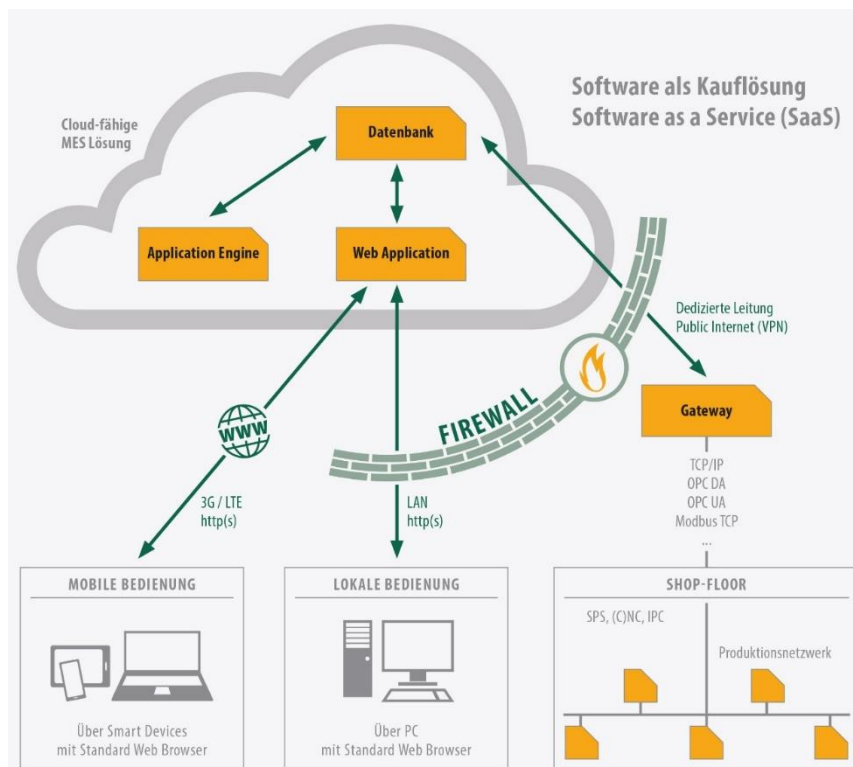 Software als Kauflösung
Software as a Service (SaaS)
Cloud-fähige
MES Lösung
Datenbank
Application Engine
Web Application
Dedizierte Leitung
Public Internet (VPN)
FIREWALL
Gateway
WWW
TCP/IP
OPC DA
OPC UA
Modbus TCP
...
3G / LTE
http(s)
LAN
http(s)
MOBILE BEDIENUNG
Über Smart Devices
mit Standard Web Browser
LOKALE BEDIENUNG
Über PC
mit Standard Web Browser
SHOP-FLOOR
SPS, (C)NC, IPC
Produktionsnetzwerk